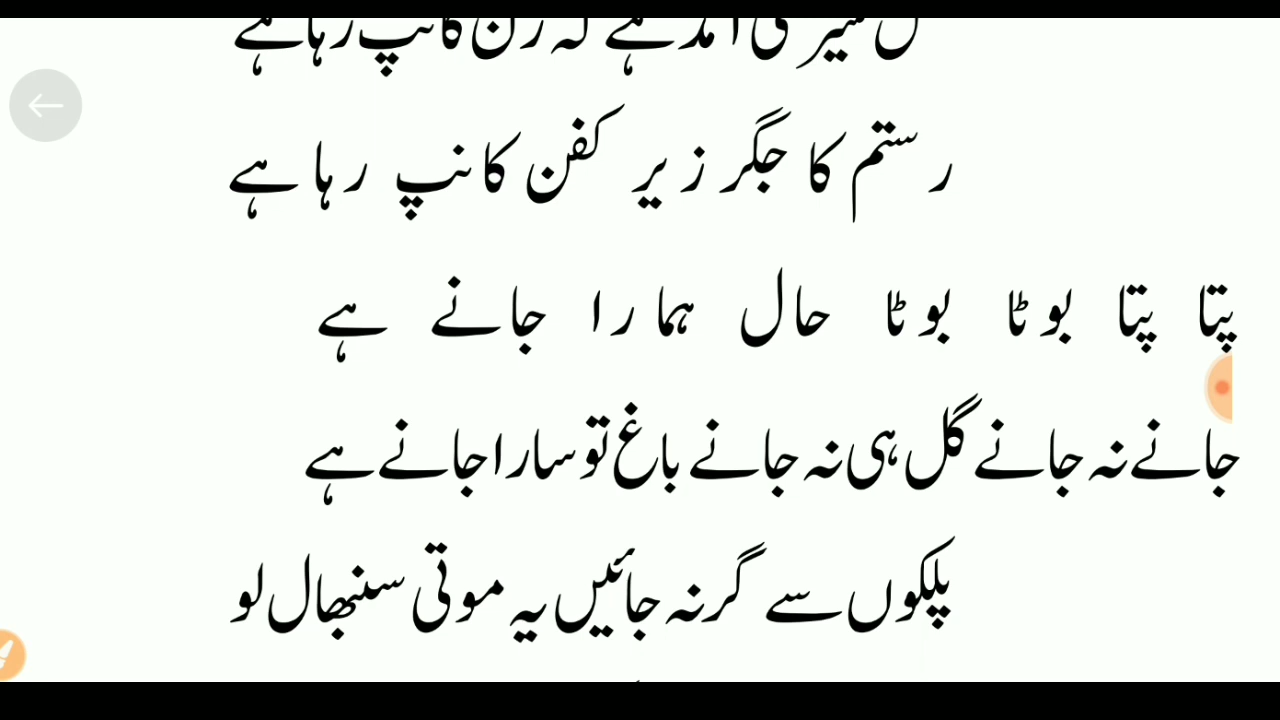 شیر کی آمد ہے کہ رن کانپ رہا ہے
رستم کا جگر زیر کفن کانپ رہا ہے
پتا پتا بوٹا بوٹا حال ہمارا جانے ہے
جانے نہ جانے گل ہی نہ جانے باغ تو سارا جانے ہے
پلکوں سے گر نہ جائیں یہ موتی سنبھال لو